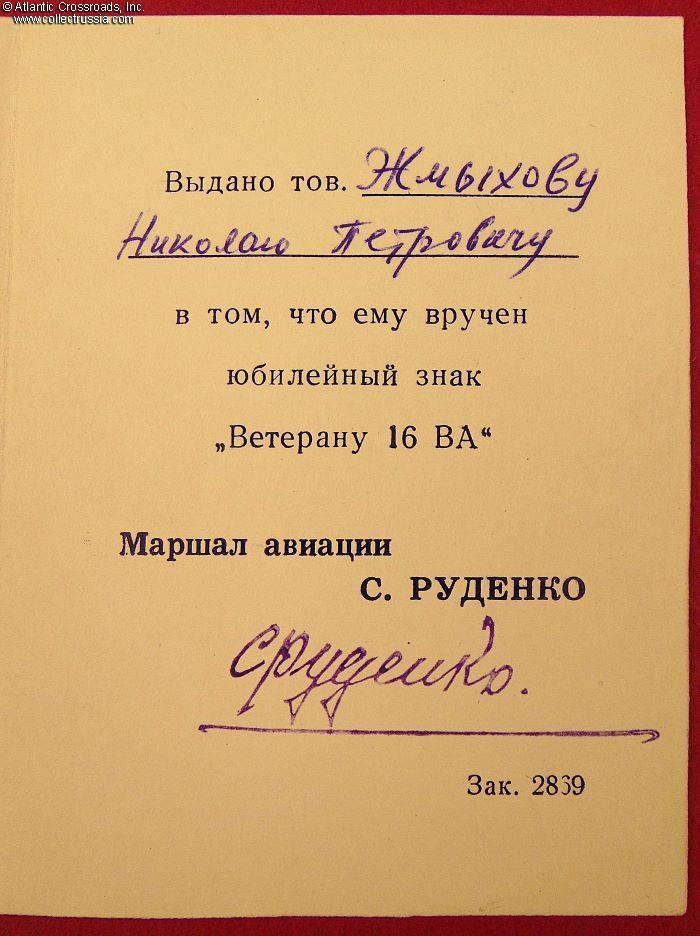 © Atlantic Crossroads, Inc.
www.collectrussia.com
Выдано тов. Жмыхову
Николаю Петровичу
в том, что ему вручен
юбилейный знак
„Ветерану 16 ВА“
Маршал авиации
С. РУДЕНКО
СРуденко.
Зак. 2869